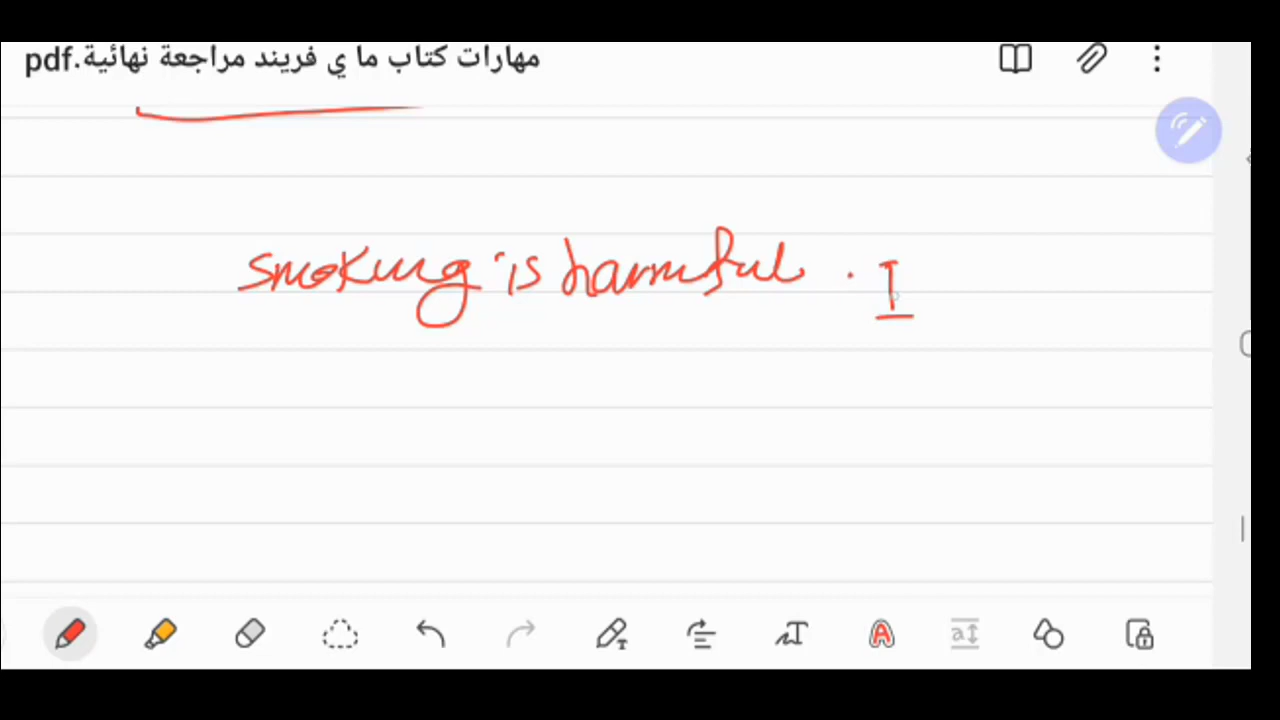 مهارات كتاب ما ي فريند مراجعة نهائية.pdf
smoking is harmful . I